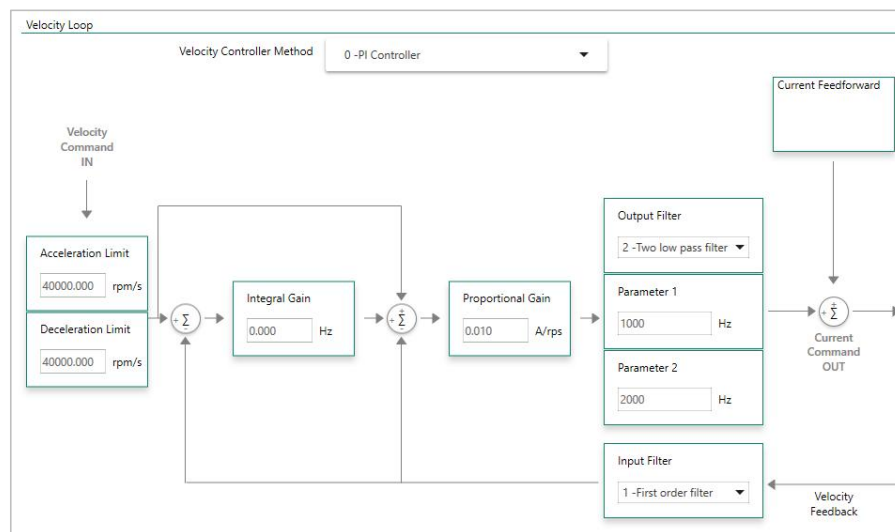 Velocity Loop
Velocity Controller Method
0 -PI Controller
Current Feedforward
Velocity
Command
IN
Acceleration Limit
40000.000 rpm/s
Deceleration Limit
40000.000 rpm/s
+ Σ -
Integral Gain
0.000 Hz
+ + Σ -
Proportional Gain
0.010 A/rps
Output Filter
2 -Two low pass filter
Parameter 1
1000 Hz
Parameter 2
2000 Hz
+ + Σ
Current
Command
OUT
Input Filter
1 -First order filter
Velocity
Feedback